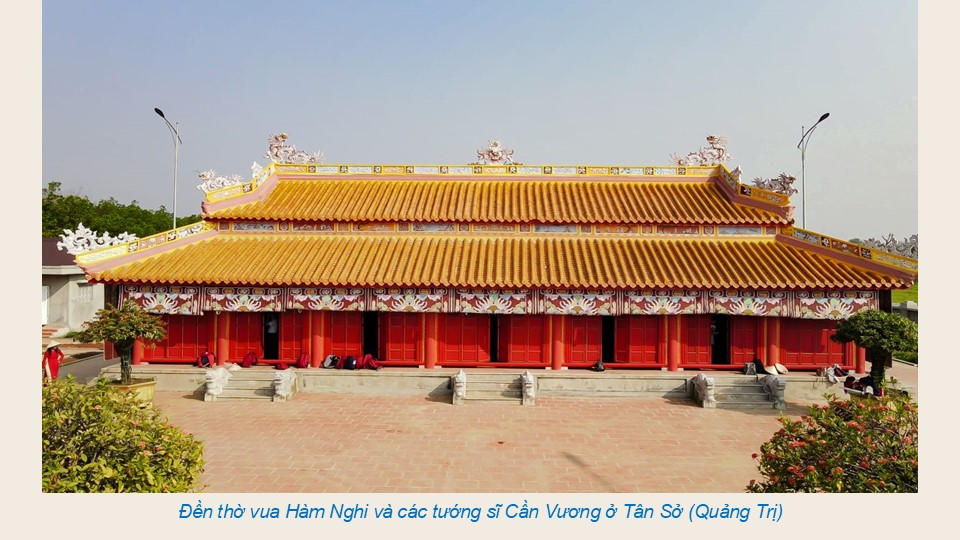 Đền thờ vua Hàm Nghi và các tướng sĩ Cần Vương ở Tân Sở (Quảng Trị)